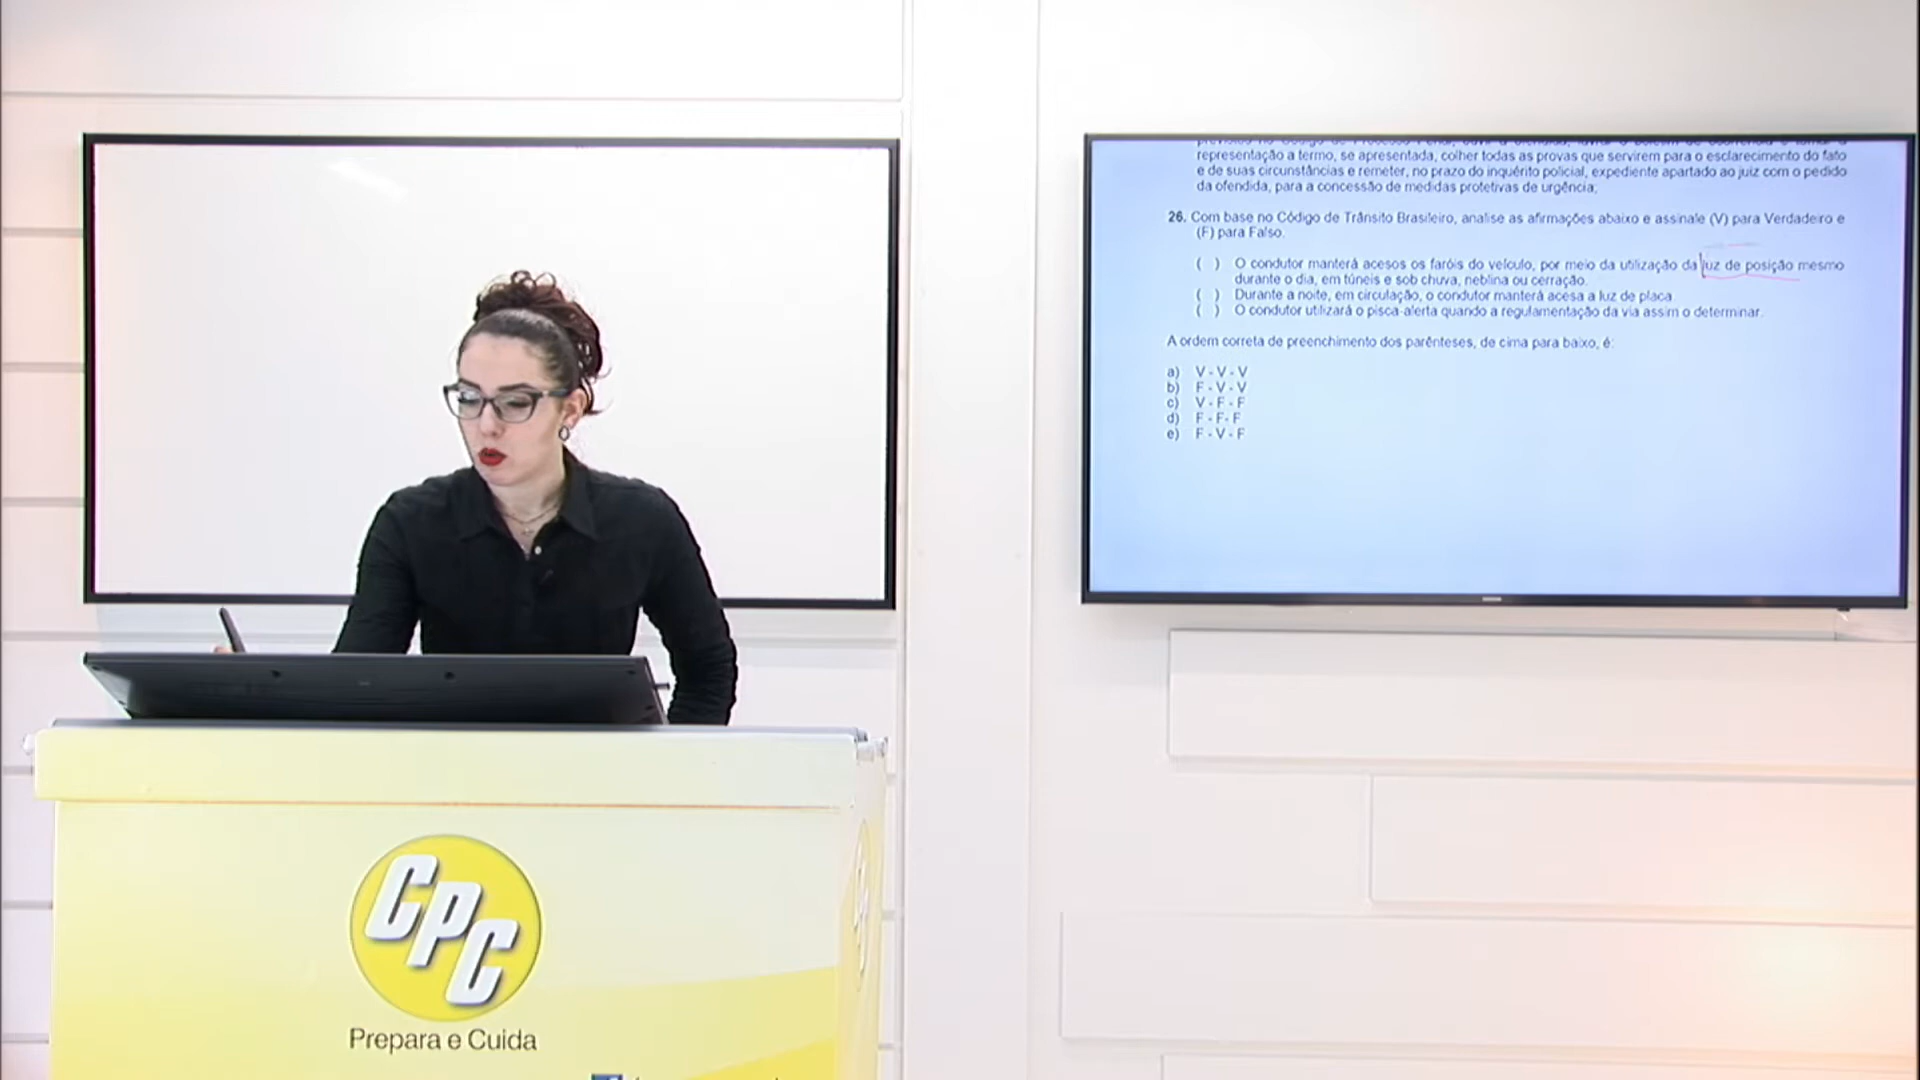 representação a termo, se apresentada, colher todas as provas que servirem para o esclarecimento do fato
e de suas circunstâncias e remeter, no prazo do inquérito policial, expediente apartado ao juiz com o pedido
da ofendida, para a concessão de medidas protetivas de urgência;
26. Com base no Código de Trânsito Brasileiro, analise as afirmações abaixo e assinale (V) para Verdadeiro e
(F) para Falso.
( ) O condutor manterá acesos os faróis do veículo, por meio da utilização da luz de posição mesmo
durante o dia, em túneis e sob chuva, neblina ou cerração.
( ) Durante a noite, em circulação, o condutor manterá acesa a luz de placa.
( ) O condutor utilizará o pisca-alerta quando a regulamentação da via assim o determinar.
A ordem correta de preenchimento dos parênteses, de cima para baixo, é:
a) V - V - V
b) F - V - V
c) V - F - F
d) F - F- F
e) F - V - F
CPC
Prepara e Cuida